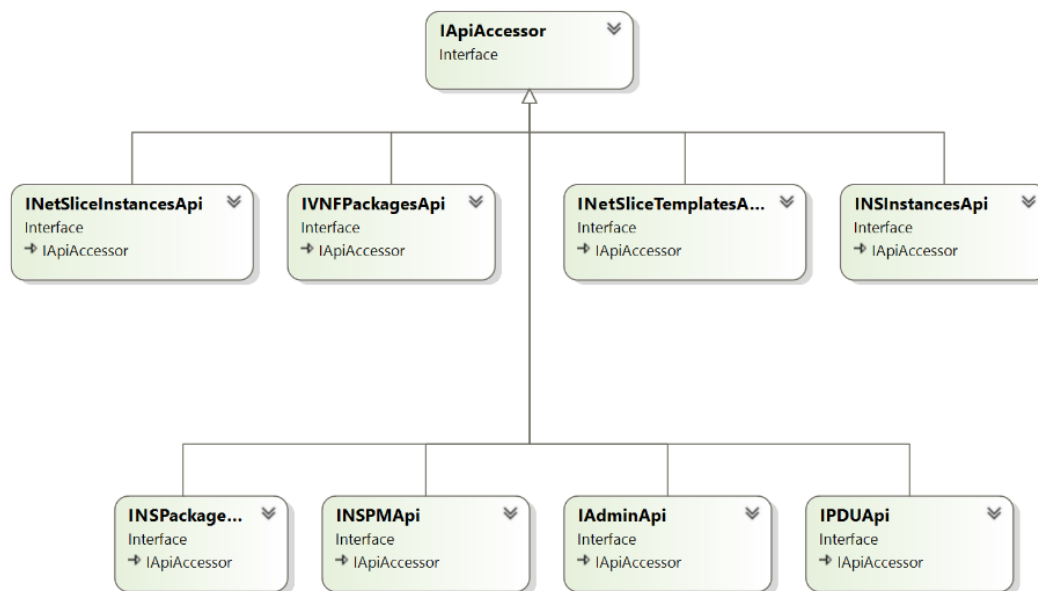 IApiAccessor
Interface
INetSliceInstancesApi
Interface
IApiAccessor
IVNFPackagesApi
Interface
IApiAccessor
INetSliceTemplatesA...
Interface
IApiAccessor
INSInstancesApi
Interface
IApiAccessor
INSPackage...
Interface
IApiAccessor
INSPMApi
Interface
IApiAccessor
IAdminApi
Interface
IApiAccessor
IPDUApi
Interface
IApiAccessor